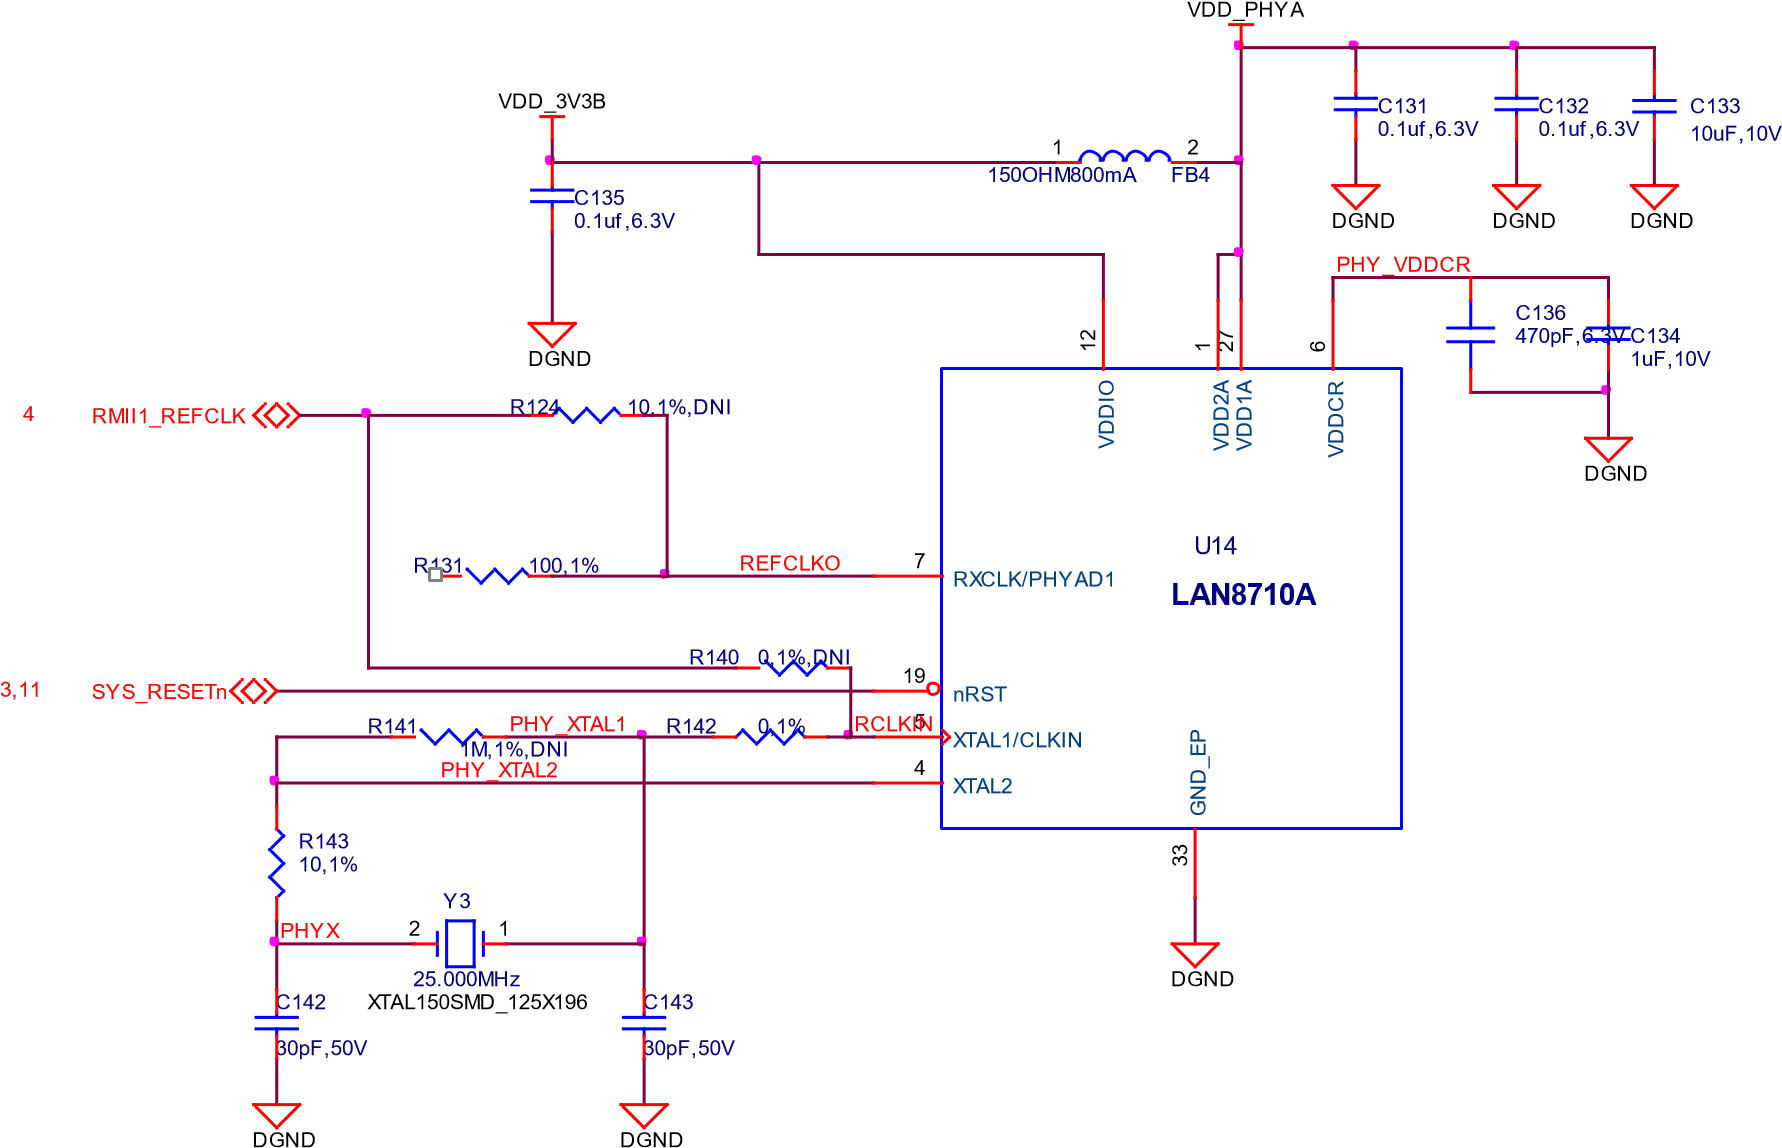 VDD_PHYA
VDD_3V3B
C131
0.1uf,6.3V
C132
0.1uf,6.3V
C133
10uF,10V
1
2
150OHM800mA
FB4
C135
0.1uf,6.3V
DGND
DGND
DGND
PHY_VDDCR
C136
470pF,6.3V
C134
1uF,10V
DGND
12
1
27
6
DGND
VDDIO
VDD2A
VDD1A
VDDCR
4
RMII1_REFCLK
R124
10,1%,DNI
U14
LAN8710A
R131
100,1%
REFCLKO
7
RXCLK/PHYAD1
R140
0,1%,DNI
19
nRST
3,11
SYS_RESETn
R141
1M,1%,DNI
PHY_XTAL1
R142
0,1%
RCLKIN
5
XTAL1/CLKIN
PHY_XTAL2
4
XTAL2
GND_EP
33
DGND
R143
10,1%
Y3
PHYX
2
1
25.000MHz
XTAL150SMD_125X196
C142
30pF,50V
C143
30pF,50V
DGND
DGND